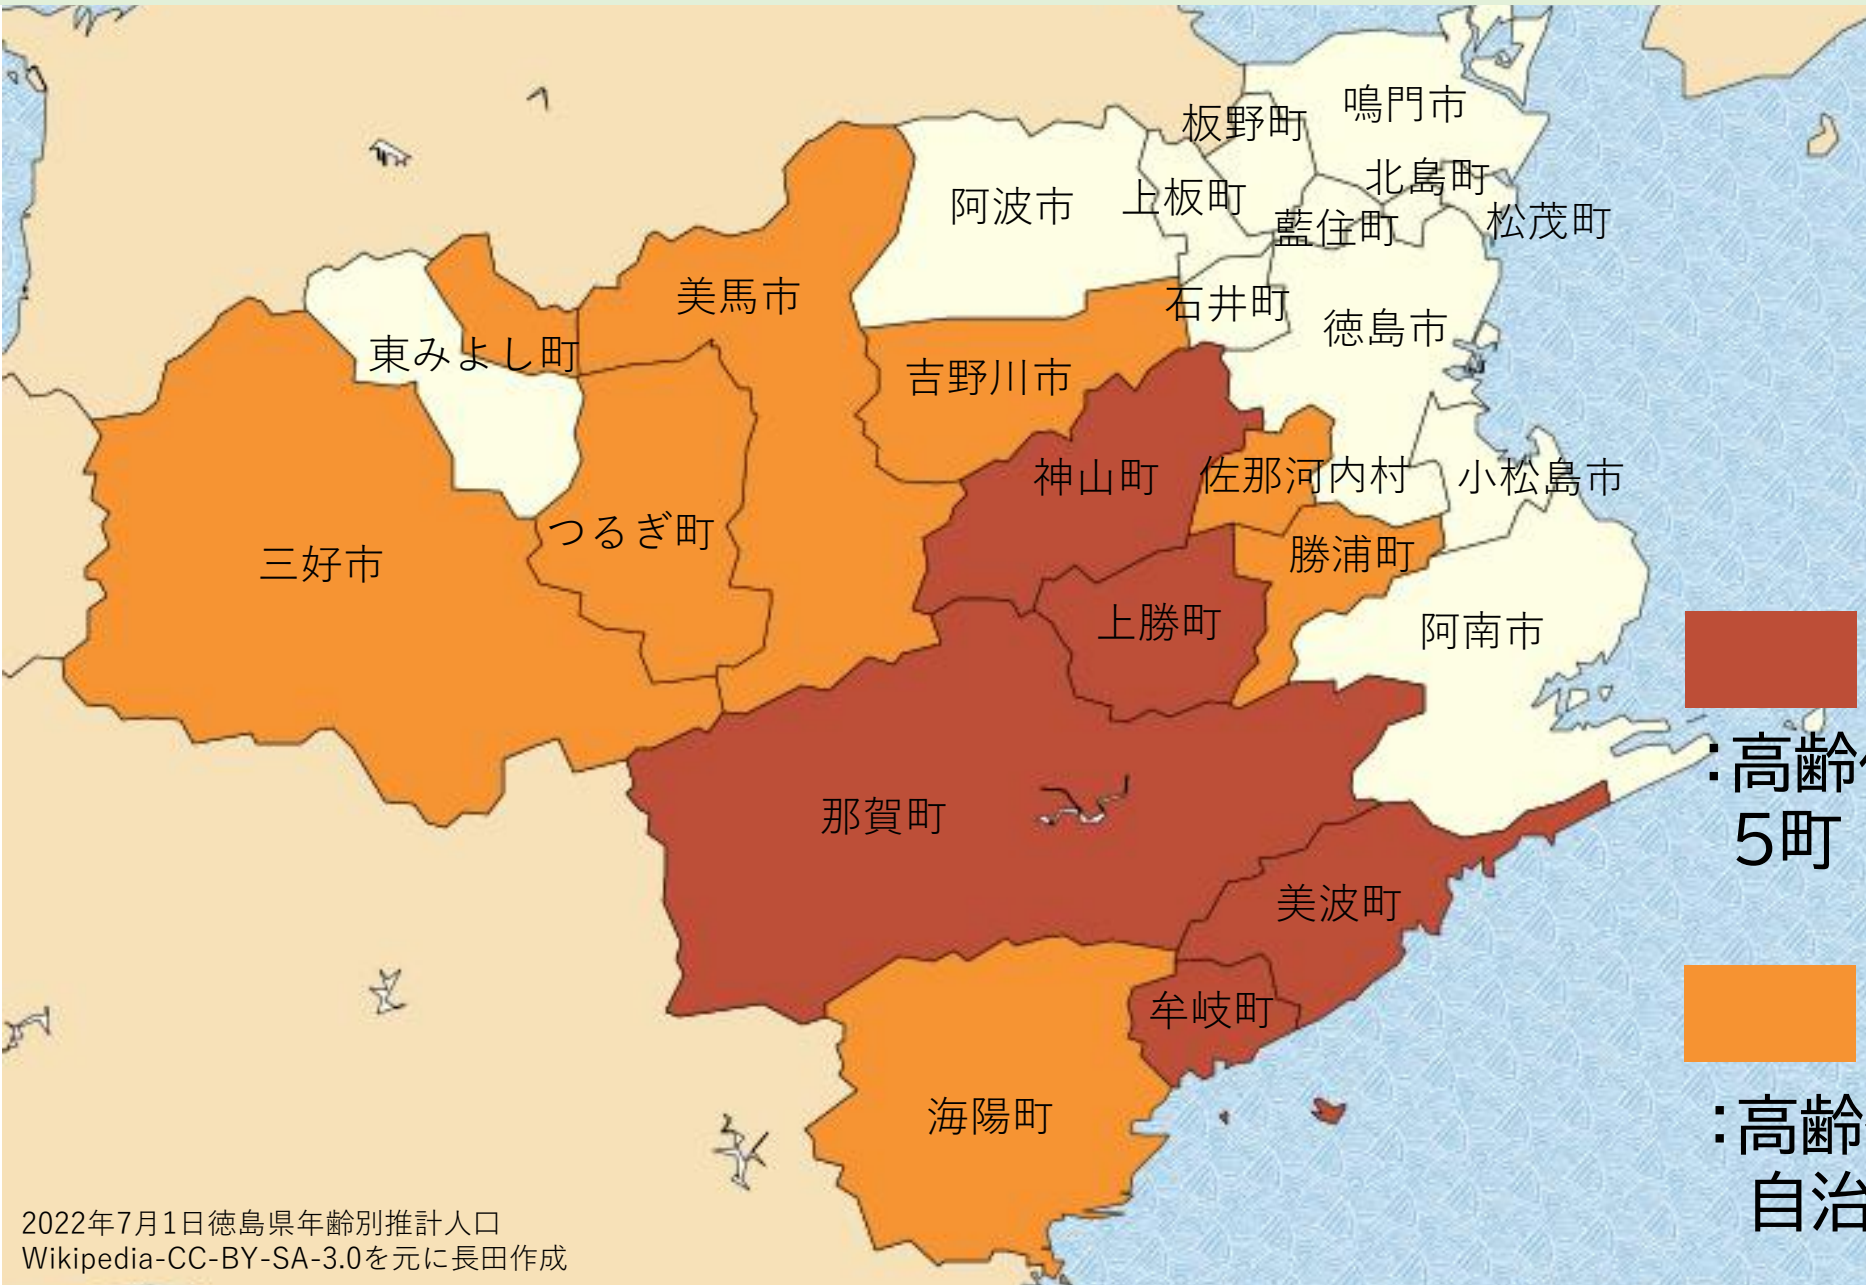 鳴門市
板野町
北島町
上板町
阿波市
藍住町
松茂町
美馬市
石井町
徳島市
東みよし町
吉野川市
神山町
佐那河内村
小松島市
つるぎ町
三好市
勝浦町
上勝町
阿南市
:高齢
5町
那賀町
美波町
牟岐町
海陽町
:高齢
自治
2022年7月1日徳島県年齢別推計人口
Wikipedia-CC-BY-SA-3.0を元に長田作成